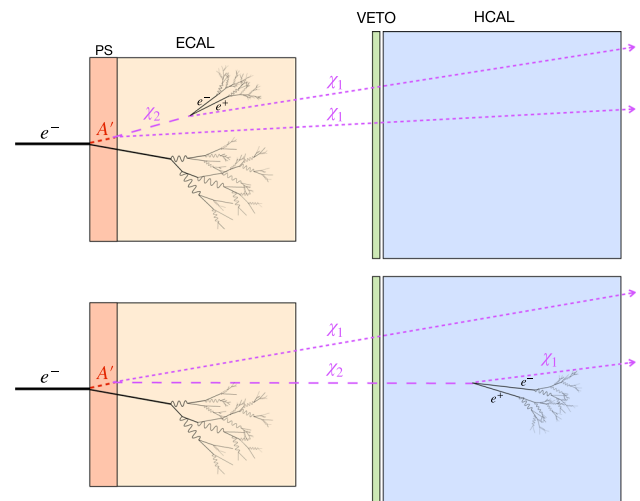 VETO HCAL
PS ECAL
e⁻ A′ χ₂ e⁻ e⁺ χ₁
χ₁
e⁻ A′ χ₁
χ₂ χ₁
e⁻
e⁺